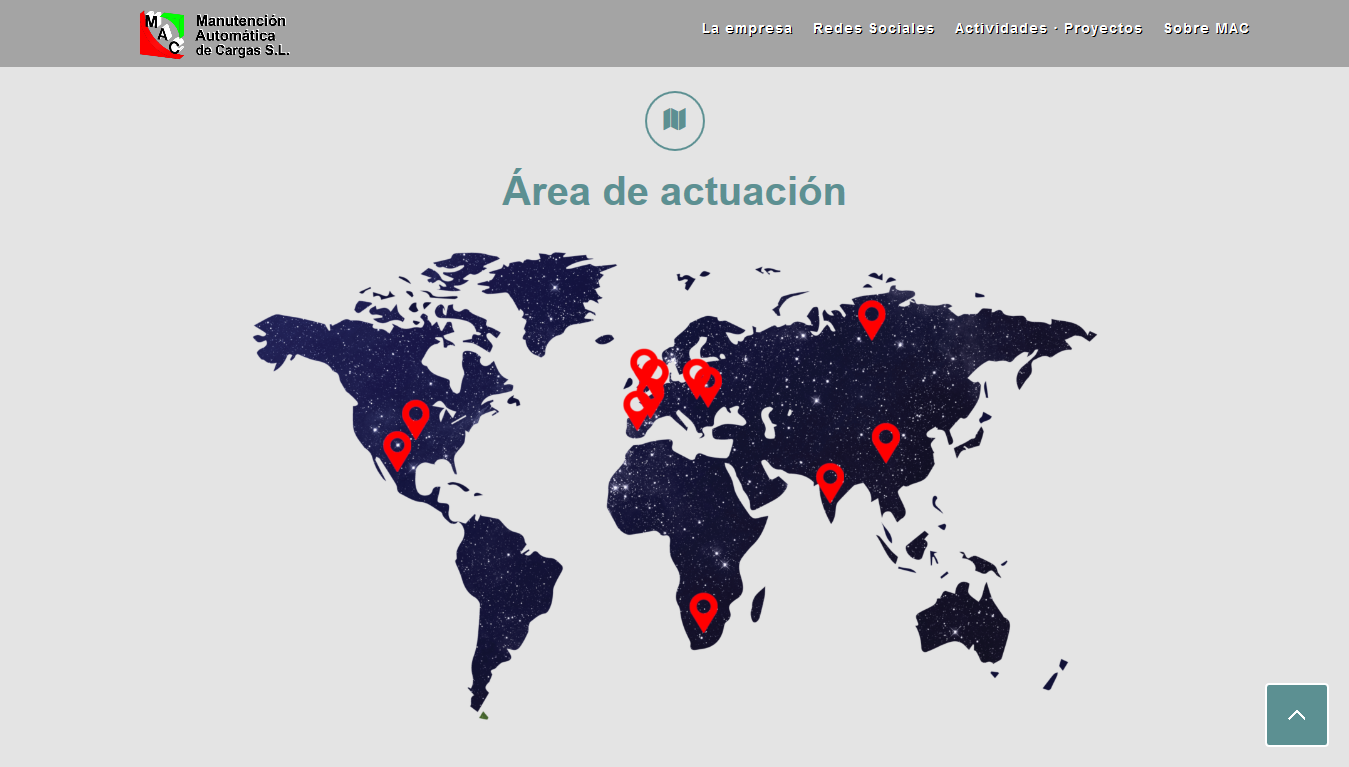 MAC
Manutención
Automática
de Cargas S.L.
La empresa
Redes Sociales
Actividades · Proyectos
Sobre MAC
Área de actuación